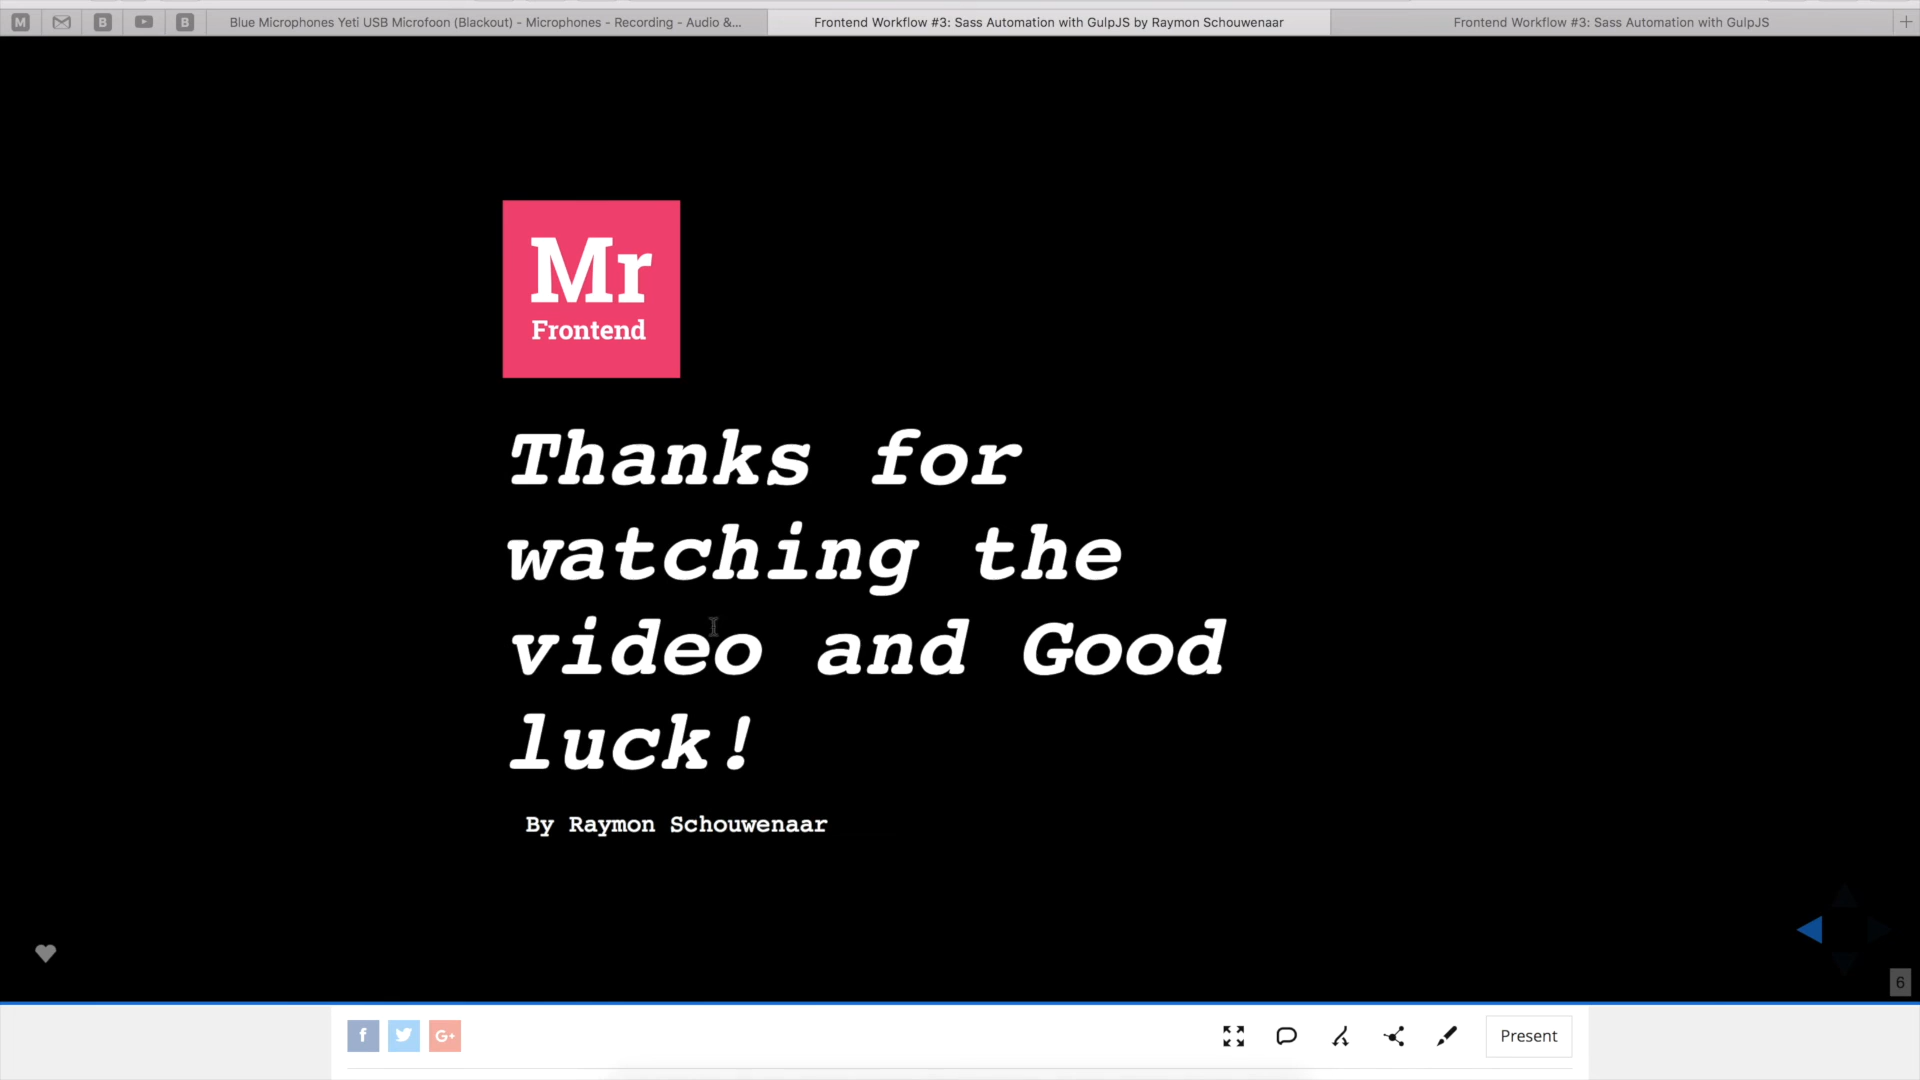 M
B
B
Blue Microphones Yeti USB Microfoon (Blackout) - Microphones - Recording - Audio &...
Frontend Workflow #3: Sass Automation with GulpJS by Raymon Schouwenaar
Frontend Workflow #3: Sass Automation with GulpJS
Mr
Frontend
Thanks for
watching the
video and Good
luck!
By Raymon Schouwenaar
6
f
G+
Present